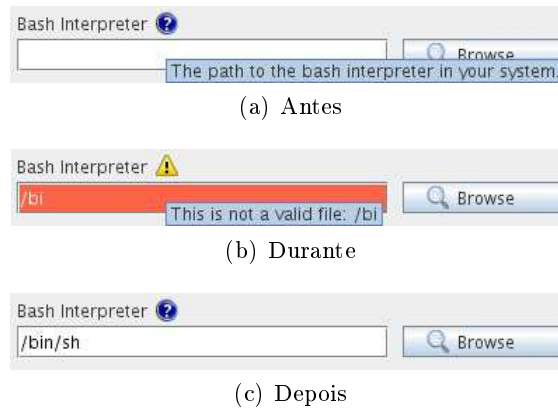 Bash Interpreter
Browse
The path to the bash interpreter in your system.
(a) Antes
Bash Interpreter
/bi
Browse
This is not a valid file: /bi
(b) Durante
Bash Interpreter
/bin/sh
Browse
(c) Depois